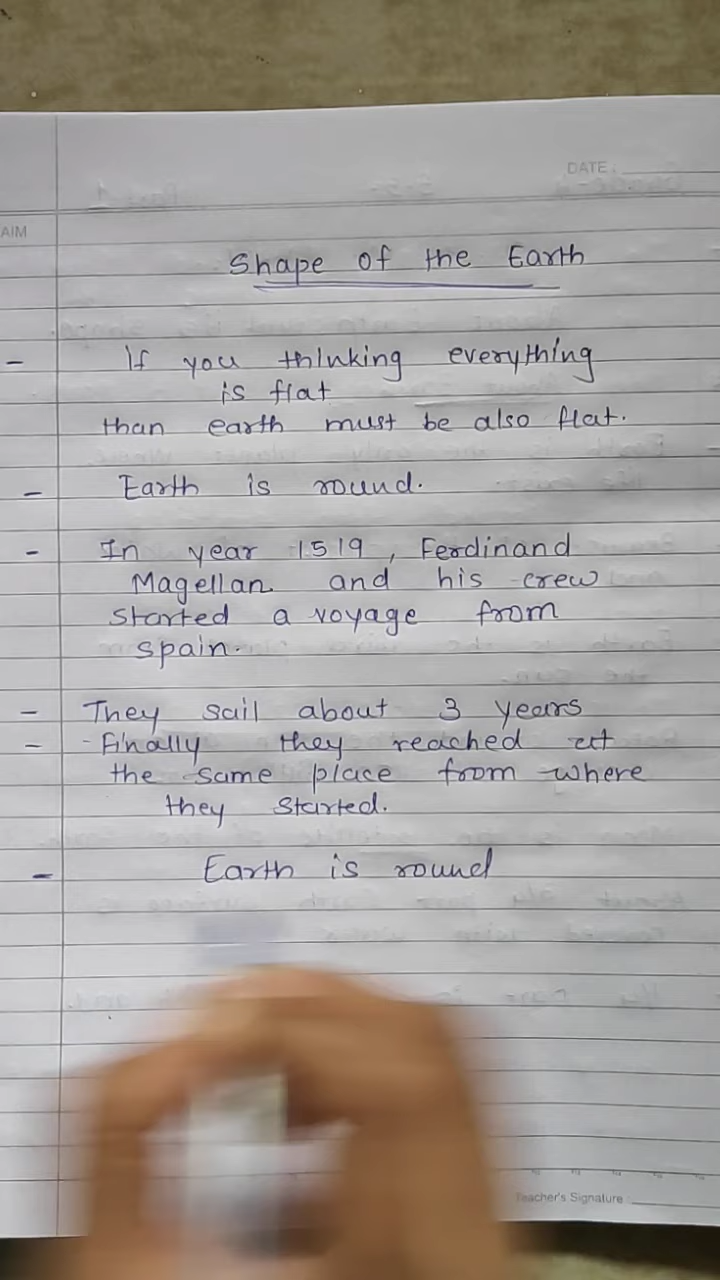 DATE :
AIM
Shape of the Earth
- If you thinking everything
is flat
than earth must be also flat.
- Earth is round.
- In year 1519, Ferdinand
Magellan and his crew
started a voyage from
spain.
- They sail about 3 years
- Finally they reached at
the same place from where
they started.
- Earth is round
Teacher's Signature :